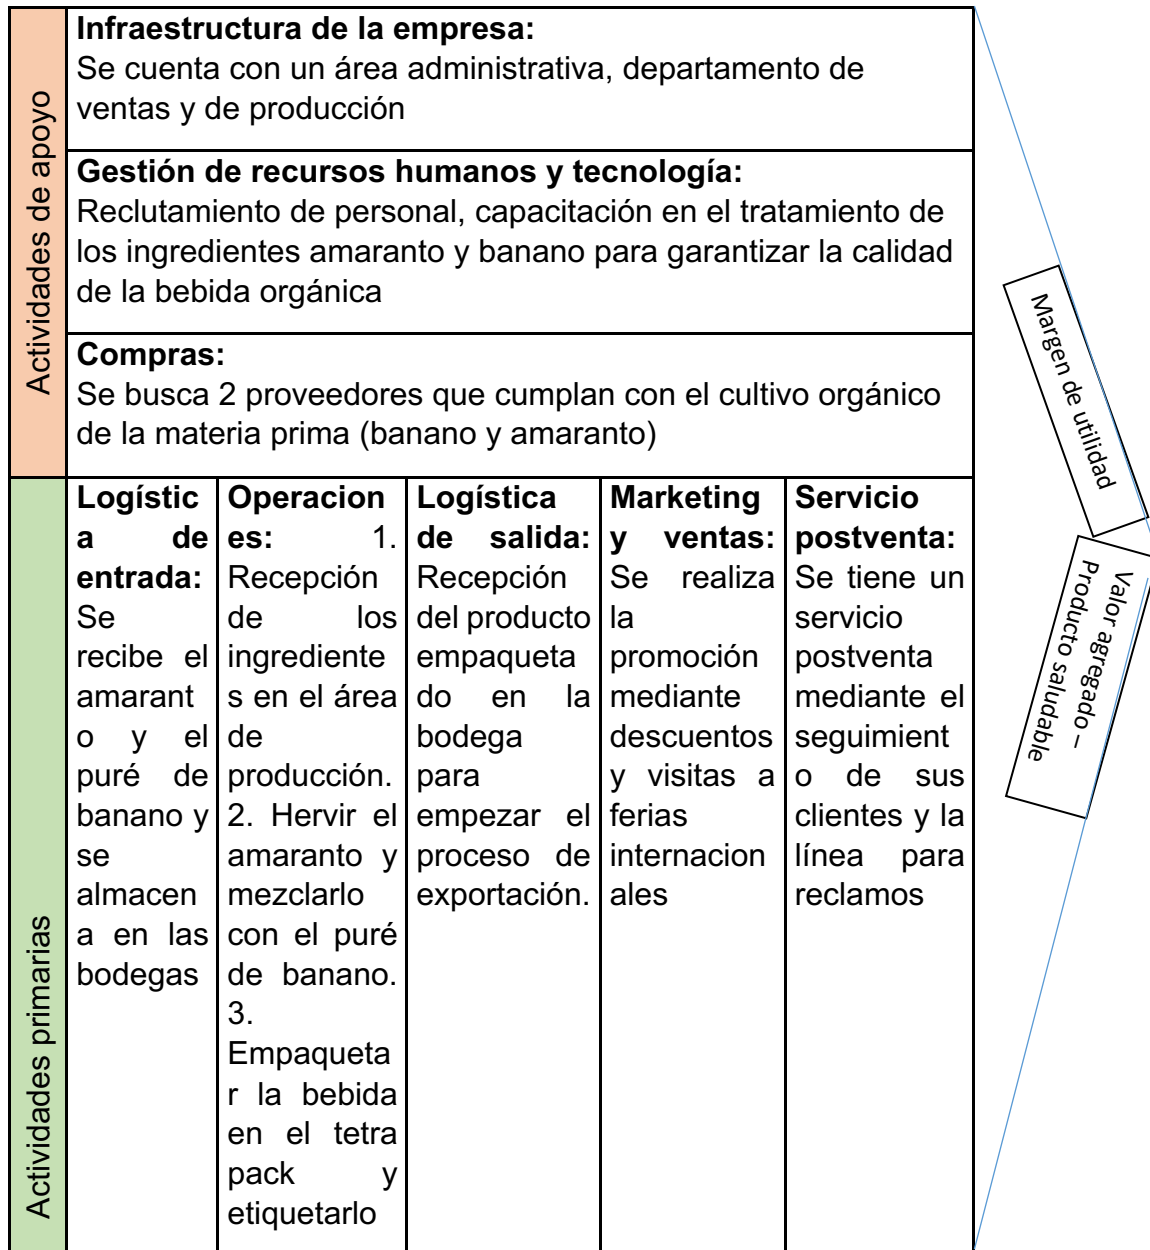 Actividades de apoyo
Infraestructura de la empresa:
Se cuenta con un área administrativa, departamento de
ventas y de producción
Gestión de recursos humanos y tecnología:
Reclutamiento de personal, capacitación en el tratamiento de
los ingredientes amaranto y banano para garantizar la calidad
de la bebida orgánica
Compras:
Se busca 2 proveedores que cumplan con el cultivo orgánico
de la materia prima (banano y amaranto)
Actividades primarias
Logístic
a de
entrada:
Se
recibe el
amarant
o y el
puré de
banano y
se
almacen
a en las
bodegas
Operacion
es: 1.
Recepción
de los
ingrediente
s en el área
de
producción.
2. Hervir el
amaranto y
mezclarlo
con el puré
de banano.
3.
Empaqueta
r la bebida
en el tetra
pack y
etiquetarlo
Logística
de salida:
Recepción
del producto
empaqueta
do en la
bodega
para
empezar el
proceso de
exportación.
Marketing
y ventas:
Se realiza
la
promoción
mediante
descuentos
y visitas a
ferias
internacion
ales
Servicio
postventa:
Se tiene un
servicio
postventa
mediante el
seguimient
o de sus
clientes y la
línea para
reclamos
Margen de utilidad
Valor agregado –
Producto saludable